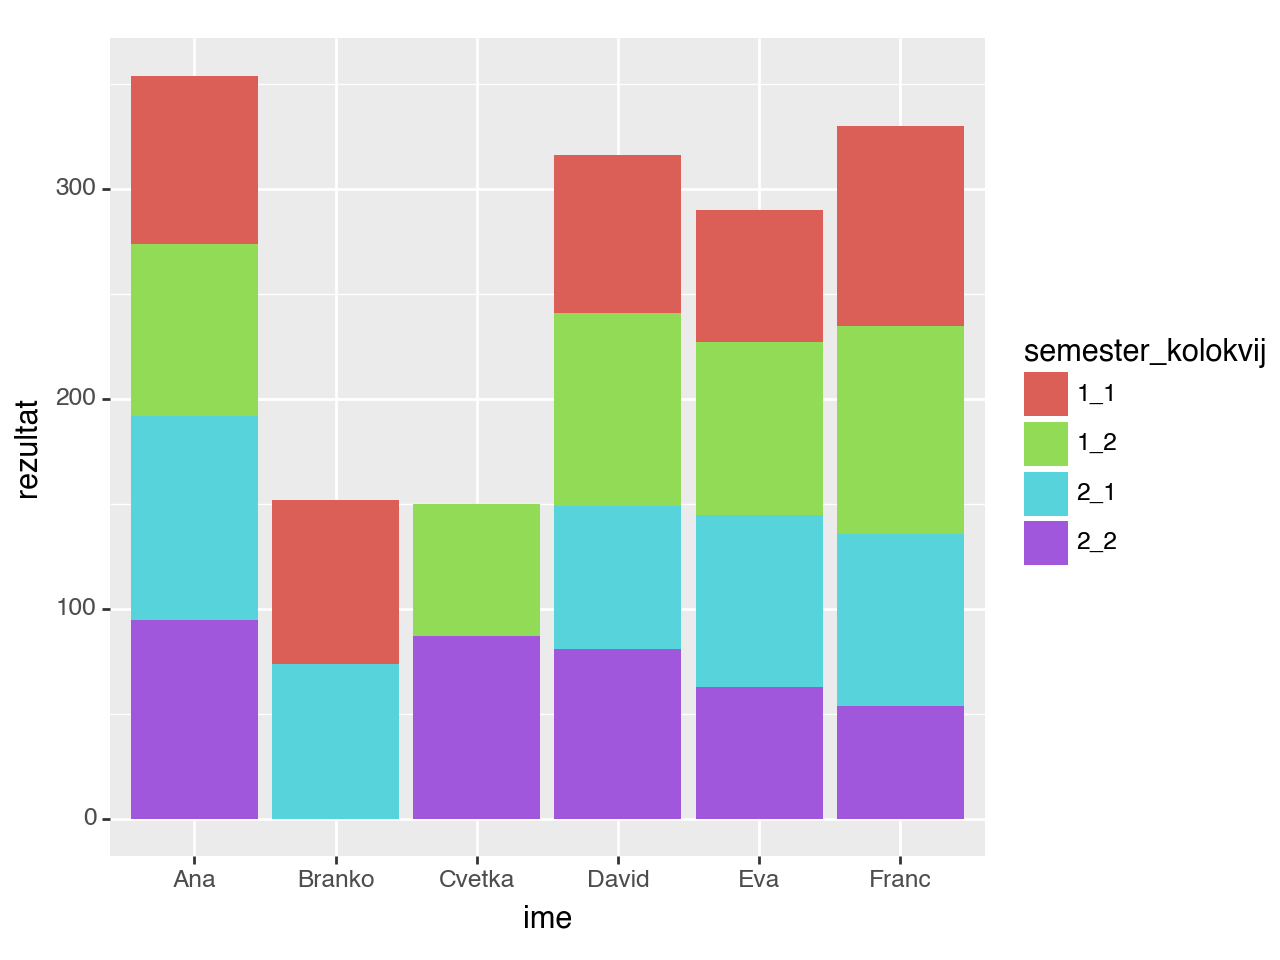 300
200
100
0
rezultat
Ana Branko Cvetka David Eva Franc
ime
semester_kolokvij
1_1
1_2
2_1
2_2